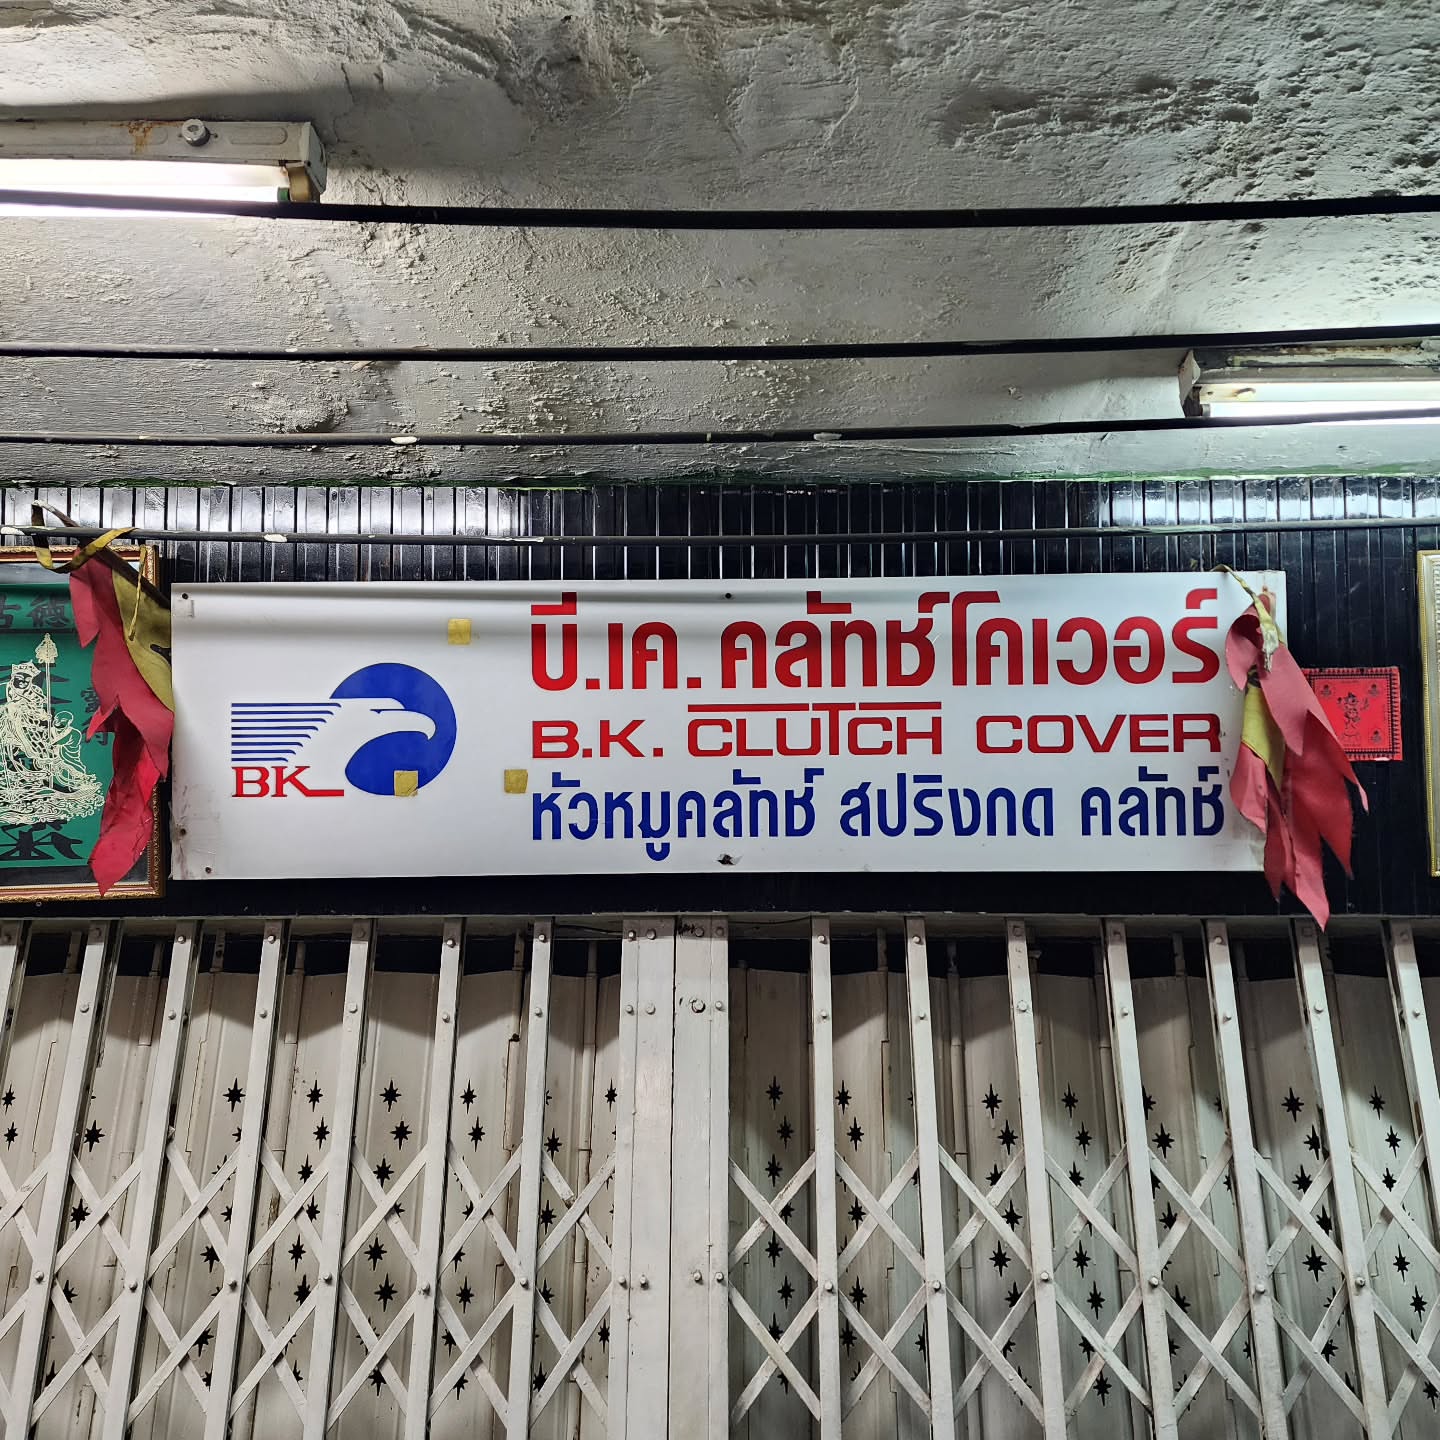 บี.เค. คลัทช์โคเวอร์
B.K. CLUTCH COVER
BK
หัวหมูคลัทช์ สปริงกด คลัทช์